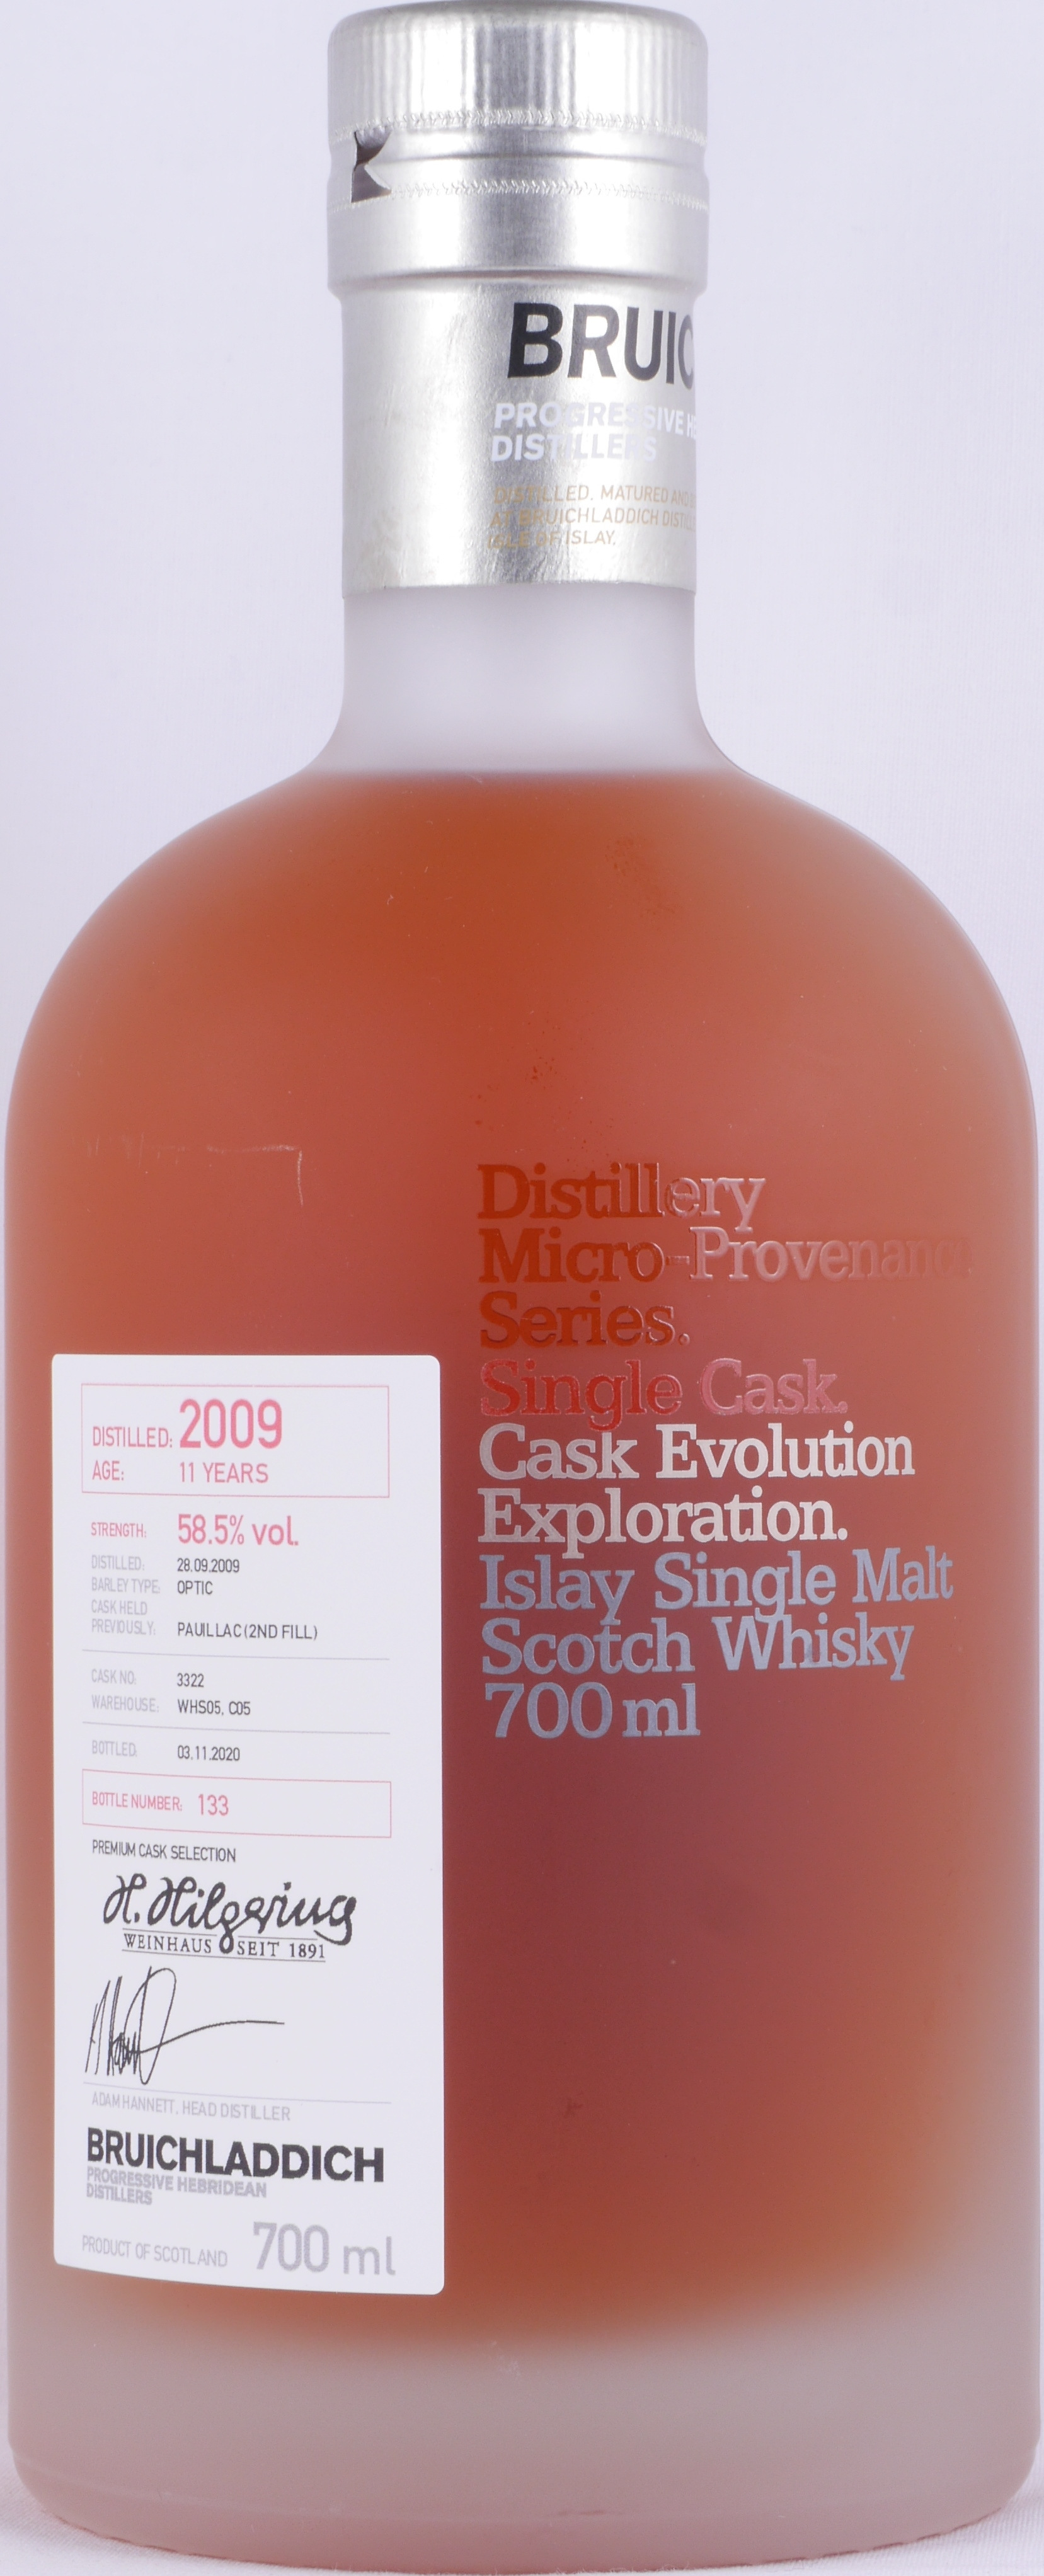 BRUIC
PROGRESSIVE HE
DISTILLERS
DISTILLED, MATURED AND
AT BRUICHLADDICH
ISLE OF ISLAY,
Distillery
Micro-Provenance
Series.
Single Cask.
Cask Evolution
Exploration.
Islay Single Malt
Scotch Whisky
700 ml
DISTILLED: 2009
AGE: 11 YEARS
STRENGTH: 58.5% vol.
DISTILLED: 28.09.2009
BARLEY TYPE: OPTIC
CASK HELD
PREVIOUSLY: PAUILLAC (2ND FILL)
CASK NO: 3322
WAREHOUSE: WHS05, C05
BOTTLED: 03.11.2020
BOTTLE NUMBER: 133
PREMIUM CASK SELECTION
H. Hilgering
WEINHAUS SEIT 1891
ADAM HANNETT, HEAD DISTILLER
BRUICHLADDICH
PROGRESSIVE HEBRIDEAN
DISTILLERS
PRODUCT OF SCOTLAND 700 ml